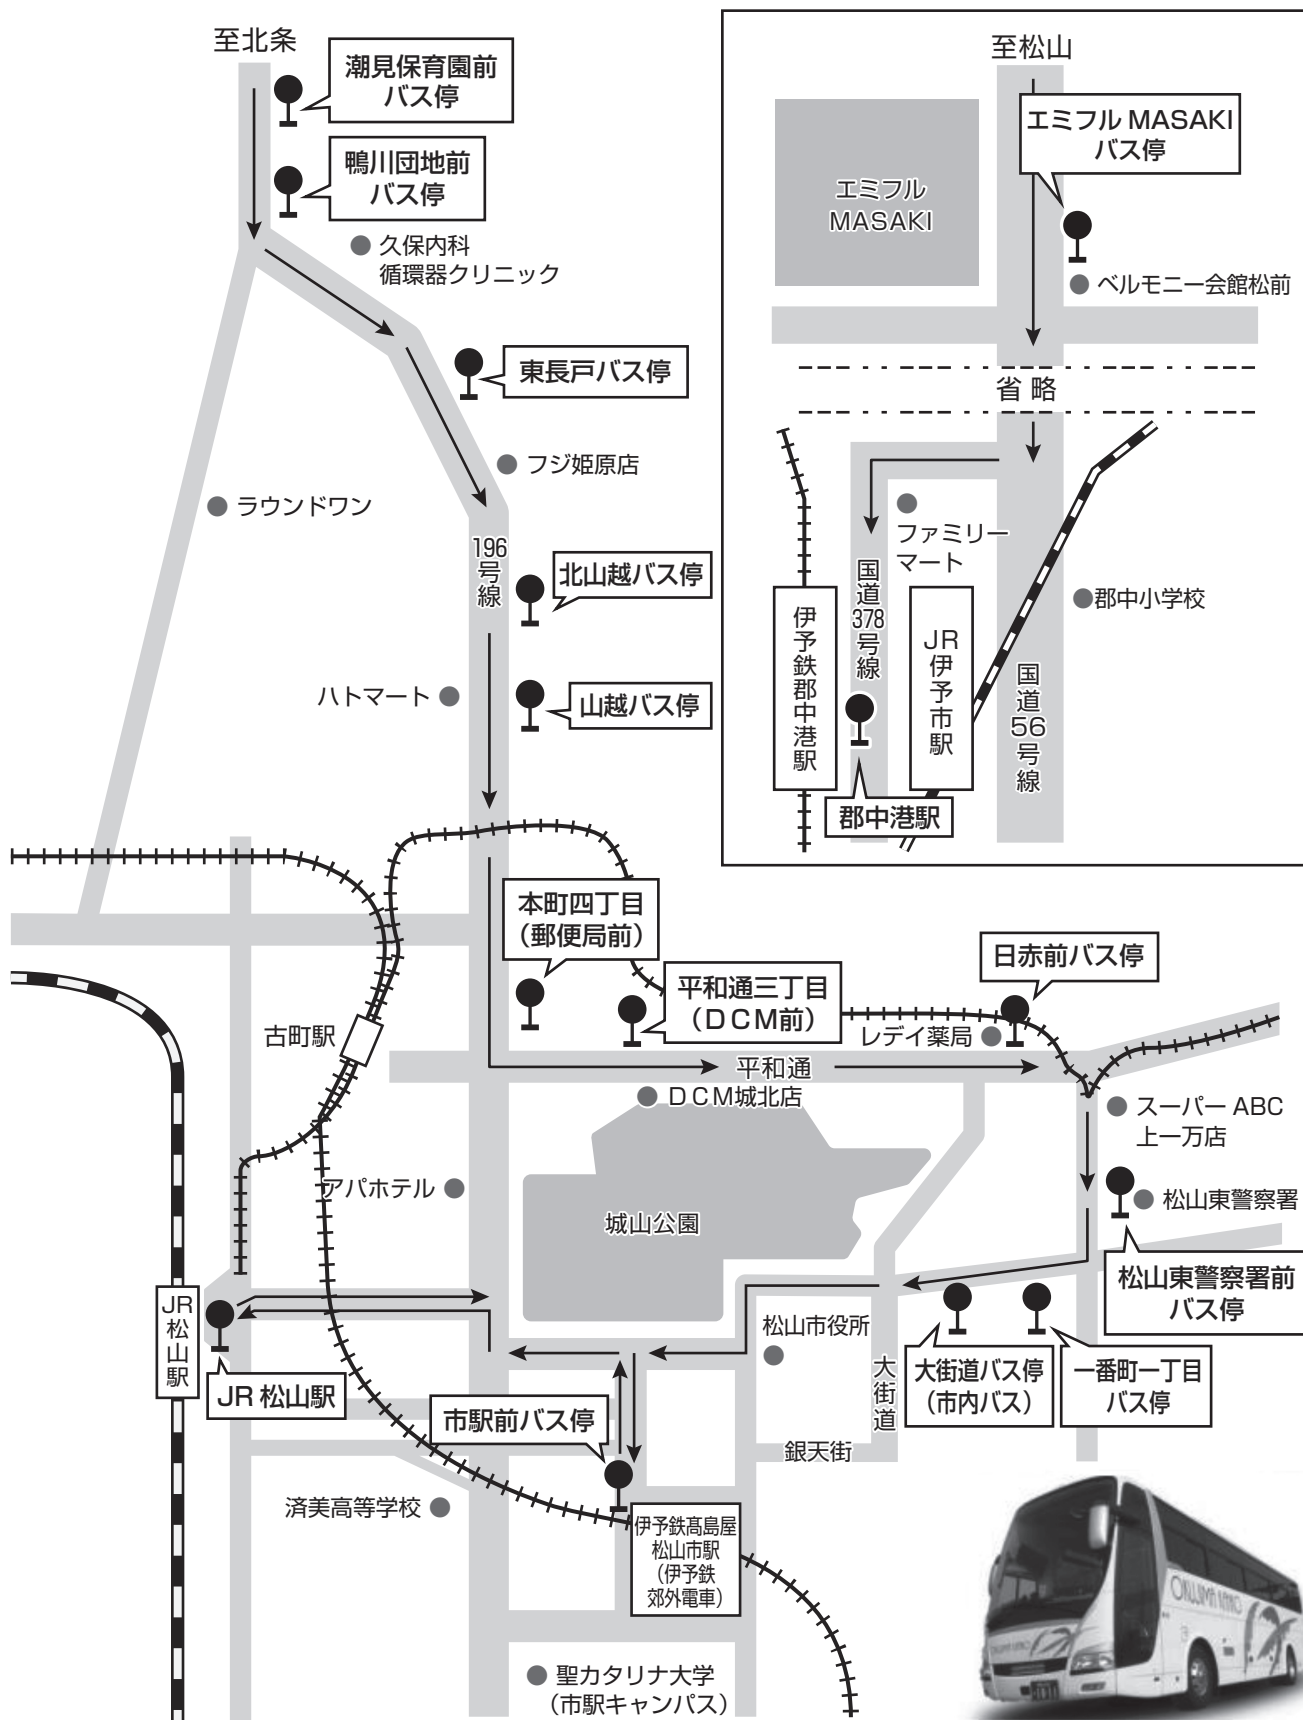 至北条
潮見保育園前
バス停
鴨川団地前
バス停
久保内科
循環器クリニック
東長戸バス停
フジ姫原店
ラウンドワン
196
号
線
北山越バス停
ハトマート
山越バス停
本町四丁目
(郵便局前)
平和通三丁目
(DCM前)
日赤前バス停
レデイ薬局
古町駅
平和通
DCM城北店
スーパー ABC
上一万店
アパホテル
城山公園
松山東警察署
松山東警察署前
バス停
JR
松
山
駅
JR 松山駅
松山市役所
大
街
道
大街道バス停
(市内バス)
一番町一丁目
バス停
市駅前バス停
銀天街
済美高等学校
伊予鉄髙島屋
松山市駅
(伊予鉄
郊外電車)
聖カタリナ大学
(市駅キャンパス)
至松山
エミフル MASAKI
バス停
エミフル
MASAKI
ベルモニー会館松前
省 略
ファミリー
マート
国
道
378
号
線
郡中小学校
伊
予
鉄
郡
中
港
駅
JR
伊
予
市
駅
国
道
56
号
線
郡中港駅